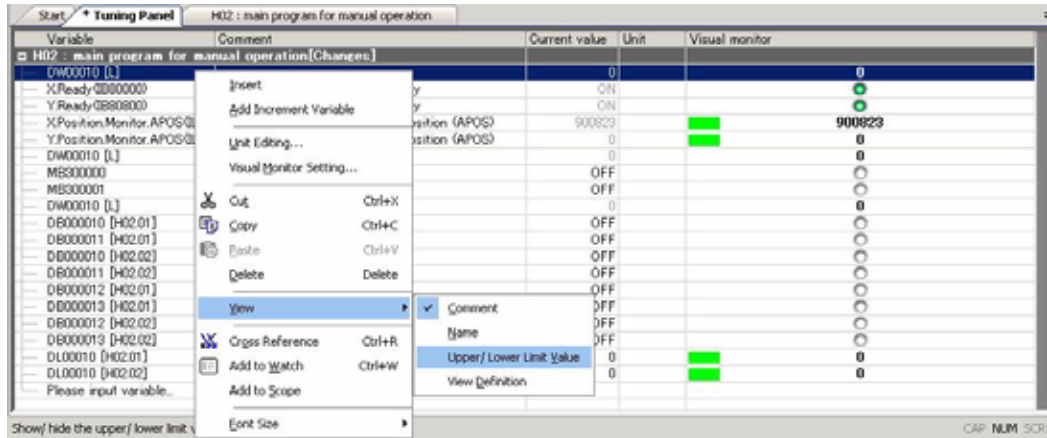 Start * Tuning Panel H02 : main program for manual operation
Variable Comment Current value Unit Visual monitor
H02 : main program for manual operation[Changes]
DW00010 [L] 0 0
X.Ready ON
Y.Ready ON
X.Position.Monitor.APOS sition (APOS) 900823 900823
Y.Position.Monitor.APOS sition (APOS) 0 0
DW00010 [L] 0 0
MB300000 OFF
MB300001 OFF
DW00010 [L] 0 0
DB000010 [H02.01] OFF
DB000011 [H02.01] OFF
DB000010 [H02.02] OFF
DB000011 [H02.02] OFF
DB000012 [H02.01] OFF
DB000013 [H02.01] OFF
DB000012 [H02.02] OFF
DB000013 [H02.02] OFF
DL00010 [H02.01] 0 0
DL00010 [H02.02] 0 0
Please input variable..
Insert
Add Increment Variable
Unit Editing...
Visual Monitor Setting...
Cut Ctrl+X
Copy Ctrl+C
Paste Ctrl+V
Delete Delete
View
Cross Reference Ctrl+R
Add to Watch Ctrl+W
Add to Scope
Font Size
Comment
Name
Upper/ Lower Limit Value
View Definition
Show/ hide the upper/ lower limit v CAP NUM SCR